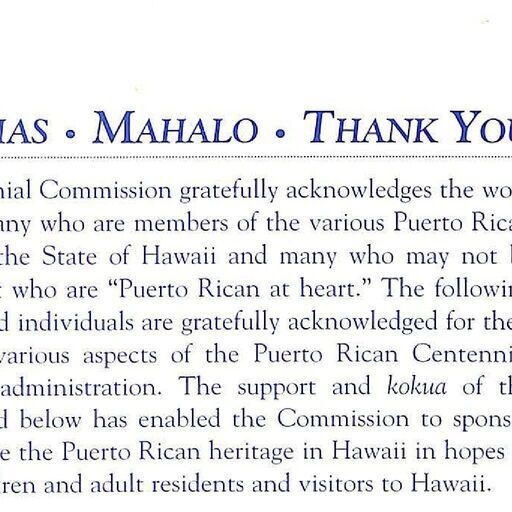 IAS • MAHALO • THANK YOU
nial Commission gratefully acknowledges the wo
any who are members of the various Puerto Rica
the State of Hawaii and many who may not b
who are “Puerto Rican at heart.” The followin
d individuals are gratefully acknowledged for the
various aspects of the Puerto Rican Centenni
administration. The support and kokua of th
d below has enabled the Commission to spons
e the Puerto Rican heritage in Hawaii in hopes
ren and adult residents and visitors to Hawaii.